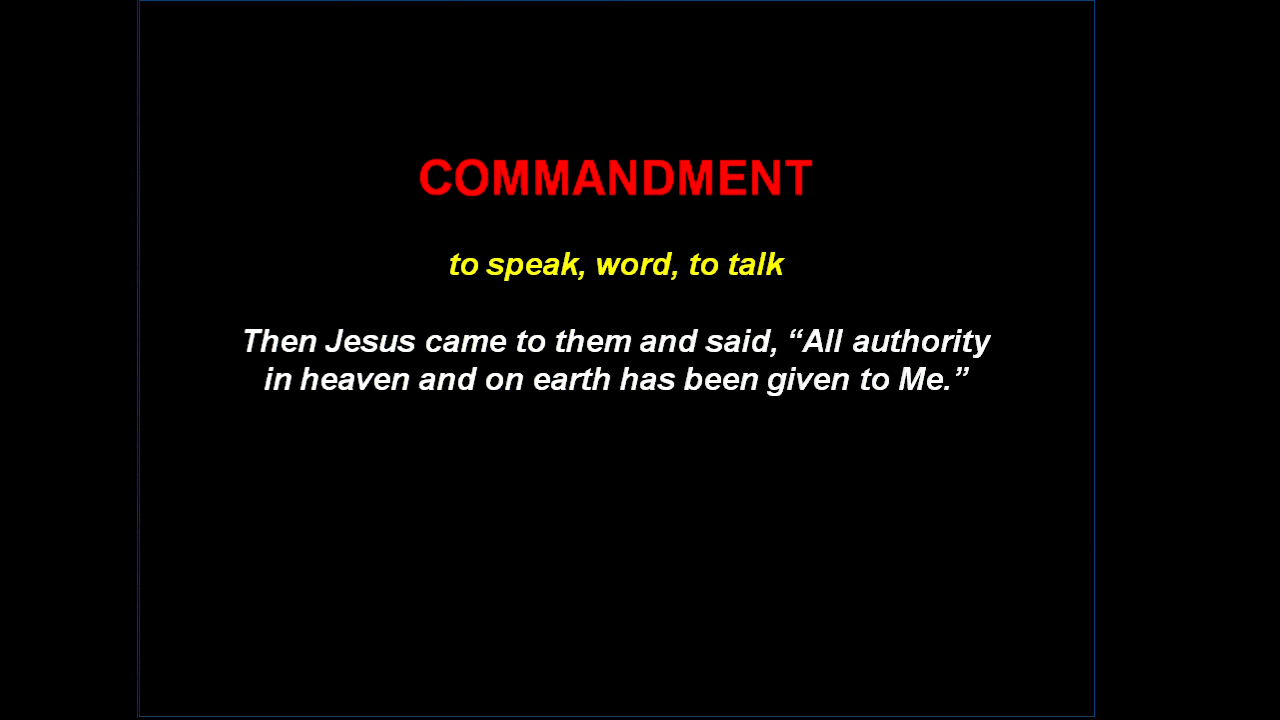 COMMANDMENT
to speak, word, to talk
Then Jesus came to them and said, “All authority
in heaven and on earth has been given to Me.”